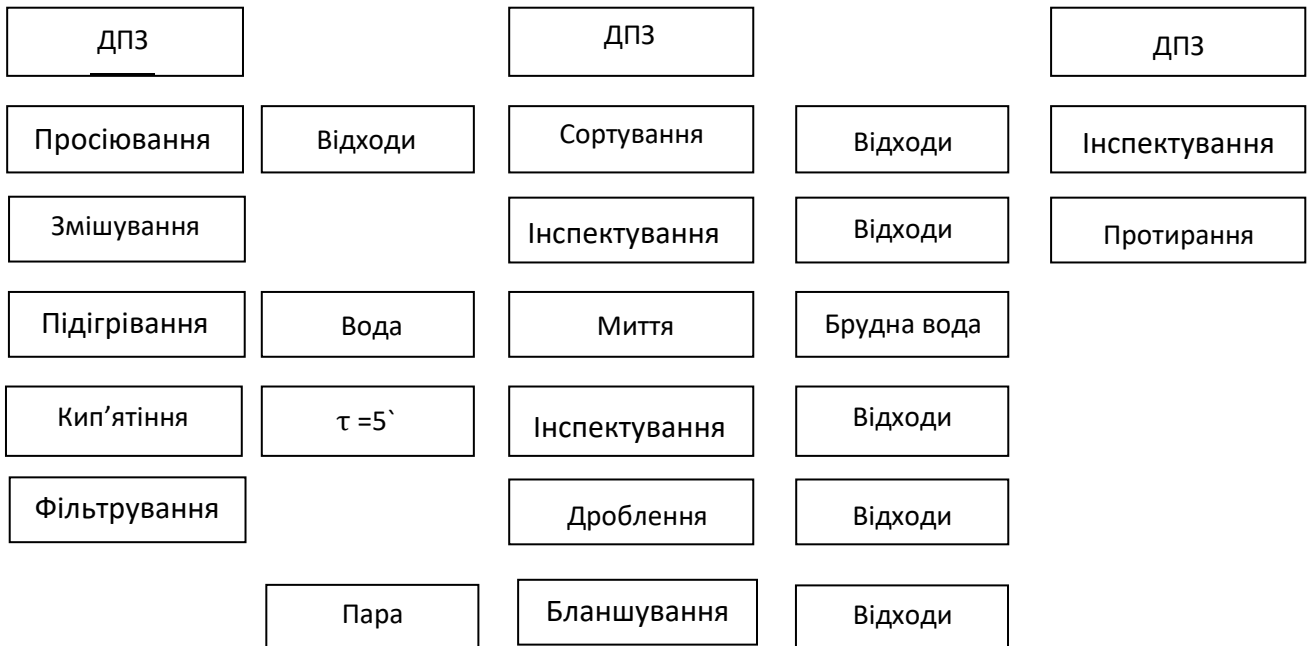 ДПЗ ДПЗ ДПЗ
Просіювання Відходи Сортування Відходи Інспектування
Змішування Інспектування Відходи Протирання
Підігрівання Вода Миття Брудна вода
Кип’ятіння τ =5` Інспектування Відходи
Фільтрування Дроблення Відходи
Пара Бланшування Відходи